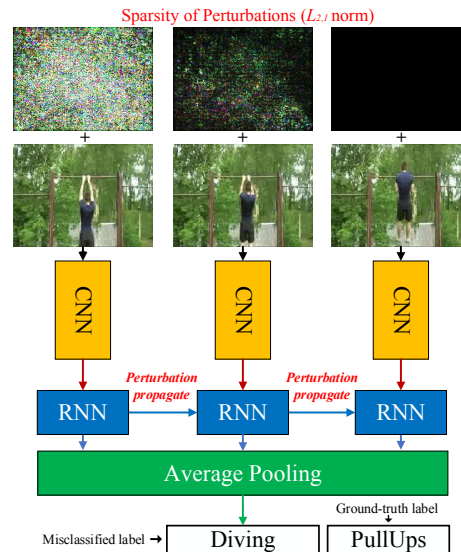 Sparsity of Perturbations (L2,1 norm)
+ + +
CNN CNN CNN
Perturbation propagate Perturbation propagate
RNN RNN RNN
Average Pooling
Ground-truth label
Misclassified label Diving PullUps